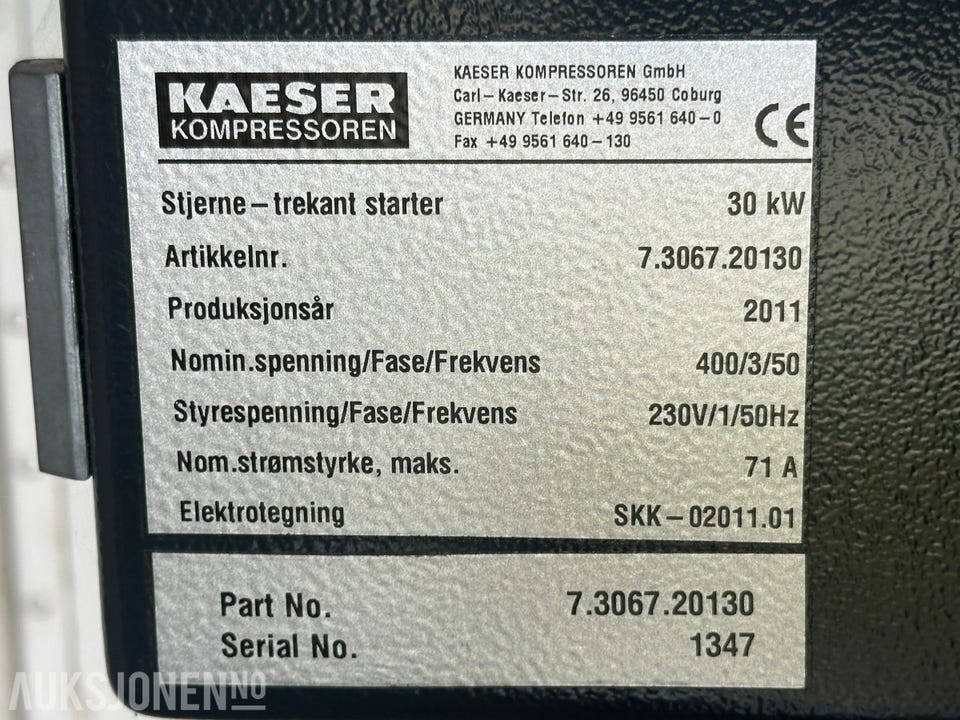 KAESER
KOMPRESSOREN
KAESER KOMPRESSOREN GmbH
Carl-Kaeser-Str. 26, 96450 Coburg
GERMANY Telefon +49 9561 640-0
Fax +49 9561 640-130
CE
Stjerne-trekant starter 30 kW
Artikkelnr. 7.3067.20130
Produksjonsår 2011
Nomin.spenning/Fase/Frekvens 400/3/50
Styrespenning/Fase/Frekvens 230V/1/50Hz
Nom.strømstyrke, maks. 71 A
Elektrotegning SKK-02011.01
Part No. 7.3067.20130
Serial No. 1347
AUKSJONEN.NO